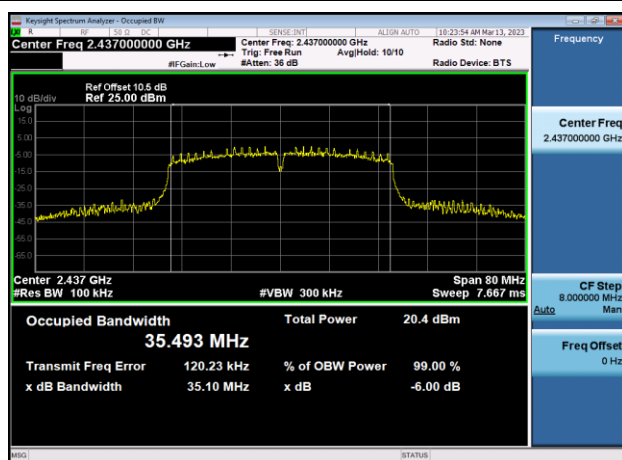 Keysight Spectrum Analyzer - Occupied BW
R RF 50 Ω DC SENSE:INT ALIGN AUTO 10:23:54 AM Mar 13, 2023
Center Freq 2.437000000 GHz
Center Freq: 2.437000000 GHz
Radio Std: None
Trig: Free Run Avg|Hold: 10/10
#IFGain:Low #Atten: 36 dB Radio Device: BTS
Frequency
Ref Offset 10.5 dB
10 dB/div Ref 25.00 dBm
Log
15.0
5.00
-5.00
-15.0
-25.0
-35.0
-45.0
-55.0
-65.0
Center 2.437 GHz Span 80 MHz
#Res BW 100 kHz #VBW 300 kHz Sweep 7.667 ms
Occupied Bandwidth Total Power 20.4 dBm
35.493 MHz
Transmit Freq Error 120.23 kHz % of OBW Power 99.00 %
x dB Bandwidth 35.10 MHz x dB -6.00 dB
Center Freq
2.437000000 GHz
CF Step
8.000000 MHz
Auto Man
Freq Offset
0 Hz
MSG STATUS